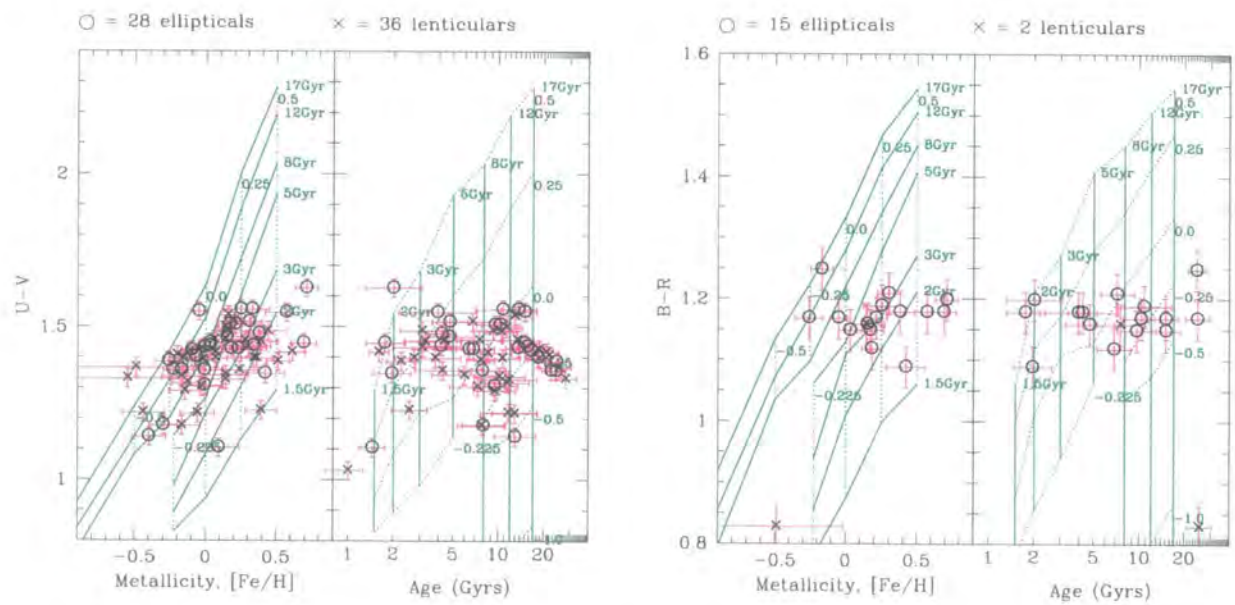 ○ = 28 ellipticals
× = 36 lenticulars
U-V
2
1.5
1
17Gyr
0.5
12Gyr
8Gyr
5Gyr
3Gyr
1.5Gyr
0.25
0.0
-0.225
-0.5
0
0.5
Metallicity, [Fe/H]
17Gyr
0.5
12Gyr
8Gyr
5Gyr
3Gyr
2Gyr
1.5Gyr
0.25
0.0
-0.5
-0.225
1
2
5
10
20
Age (Gyrs)
○ = 15 ellipticals
× = 2 lenticulars
B-R
1.6
1.4
1.2
1
0.8
17Gyr
0.5
12Gyr
8Gyr
5Gyr
3Gyr
2Gyr
1.5Gyr
0.25
0.0
-0.25
-0.5
-0.225
-0.5
0
0.5
Metallicity, [Fe/H]
17Gyr
0.5
12Gyr
8Gyr
5Gyr
3Gyr
2Gyr
1.5Gyr
0.25
0.0
-0.25
-0.5
-0.225
-1.0
1
2
5
10
20
Age (Gyrs)